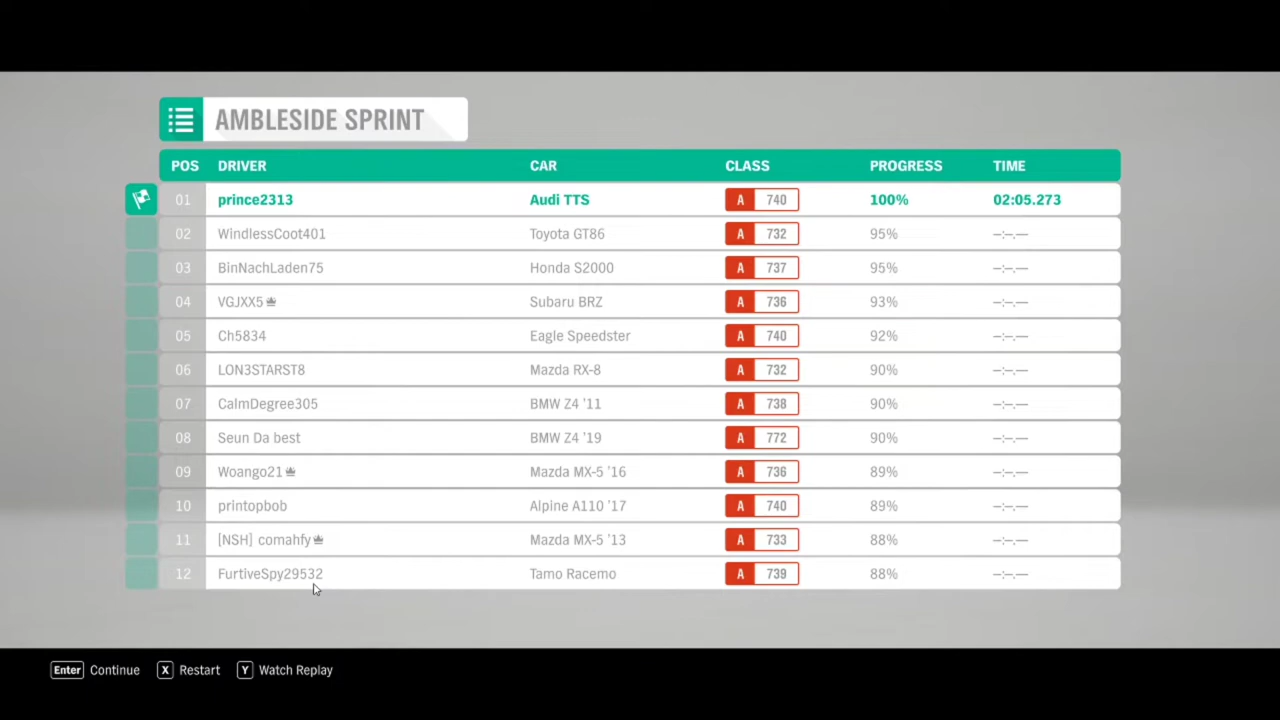 AMBLESIDE SPRINT
POS DRIVER CAR CLASS PROGRESS TIME
01 prince2313 Audi TTS A 740 100% 02:05.273
02 WindlessCoot401 Toyota GT86 A 732 95% --:--.---
03 BinNachLaden75 Honda S2000 A 737 95% --:--.---
04 VGJXX5 Subaru BRZ A 736 93% --:--.---
05 Ch5834 Eagle Speedster A 740 92% --:--.---
06 LON3STARST8 Mazda RX-8 A 732 90% --:--.---
07 CalmDegree305 BMW Z4 '11 A 738 90% --:--.---
08 Seun Da best BMW Z4 '19 A 772 90% --:--.---
09 Woango21 Mazda MX-5 '16 A 736 89% --:--.---
10 printopbob Alpine A110 '17 A 740 89% --:--.---
11 [NSH] comahfy Mazda MX-5 '13 A 733 88% --:--.---
12 FurtiveSpy29532 Tamo Racemo A 739 88% --:--.---
Enter Continue X Restart Y Watch Replay